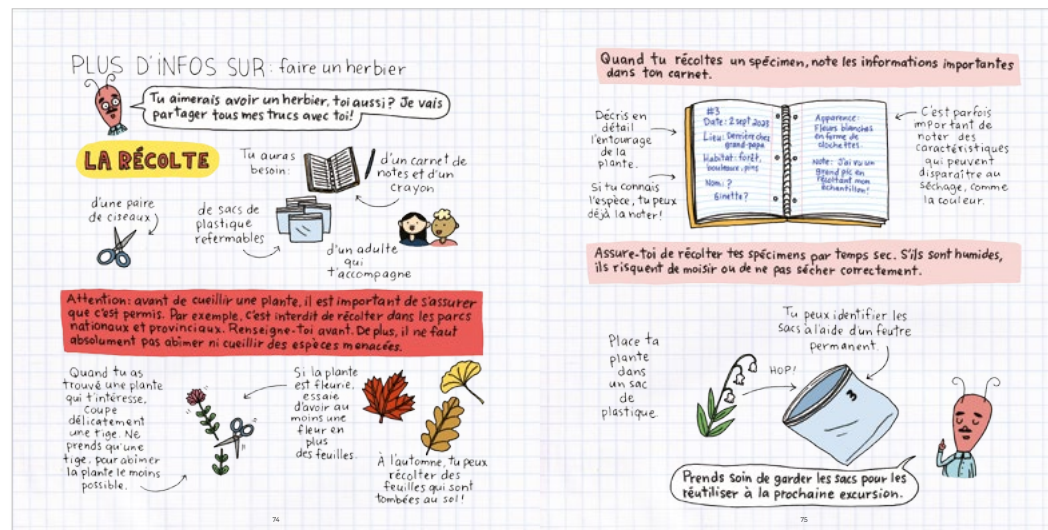 PLUS D'INFOS SUR: faire un herbier
Tu aimerais avoir un herbier, toi aussi? Je vais
partager tous mes trucs avec toi!
LA RÉCOLTE
Tu auras
besoin:
d'un carnet de
notes et d'un
crayon
d'une paire
de ciseaux
de sacs de
plastique
refermables
d'un adulte
qui
t'accompagne
Attention: avant de cueillir une plante, il est important de s'assurer
que c'est permis. Par exemple, c'est interdit de récolter dans les parcs
nationaux et provinciaux. Renseigne-toi avant. De plus, il ne faut
absolument pas abîmer ni cueillir des espèces menacées.
Quand tu as
trouvé une plante
qui t'intéresse,
coupe
délicatement
une tige. Ne
prends qu'une
tige, pour abîmer
la plante le moins
possible.
Si la plante
est fleurie,
essaie
d'avoir au
moins une
fleur en
plus
des feuilles.
À l'automne, tu peux
récolter des
feuilles qui sont
tombées au sol!
74
Quand tu récoltes un spécimen, note les informations importantes
dans ton carnet.
Décris en
détail
l'entourage
de la
plante.
Si tu connais
l'espèce, tu peux
déjà la noter!
#3
Date: 2 sept 2023
Lieu: Derrière chez
grand-papa
Habitat: forêt,
bouleaux, pins
Nom: ?
Ginette?
Apparence:
Fleurs blanches
en forme de
clochettes.
Note: J'ai vu un
grand pic en
récoltant mon
échantillon!
C'est parfois
important de
noter des
caractéristiques
qui peuvent
disparaître au
séchage, comme
la couleur.
Assure-toi de récolter tes spécimens par temps sec. S'ils sont humides,
ils risquent de moisir ou de ne pas sécher correctement.
Place ta
plante
dans
un sac
de
plastique.
HOP!
Tu peux identifier les
sacs à l'aide d'un feutre
permanent.
3
Prends soin de garder les sacs pour les
réutiliser à la prochaine excursion.
75